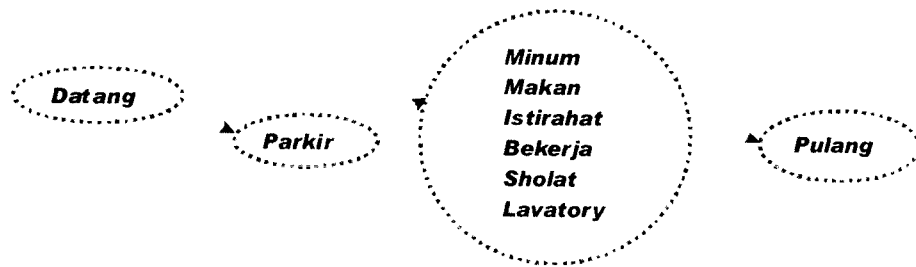 Datang
Parkir
Minum
Makan
Istirahat
Bekerja
Sholat
Lavatory
Pulang